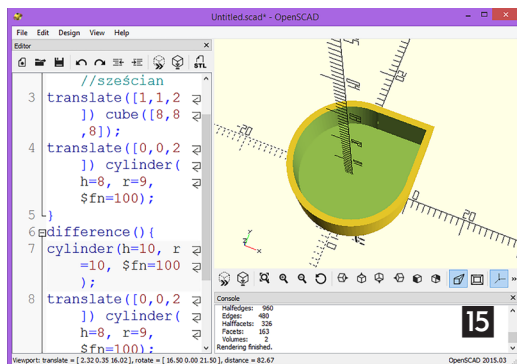 Untitled.scad* - OpenSCAD
File Edit Design View Help
Editor
STL
//sześcian
3 translate([1,1,2
]) cube([8,8
,8]);
4 translate([0,0,2
]) cylinder(
h=8, r=9,
$fn=100);
5 }
6 difference(){
7 cylinder(h=10, r
=10, $fn=100
);
8 translate([0,0,2
]) cylinder(
h=8, r=9,
$fn=100);
20
20
20
z
y
x
Console
Halfedges: 960
Edges: 480
Halffacets: 326
Facets: 163
Volumes: 2
Rendering finished.
15
Viewport: translate = [ 2.32 0.35 16.02 ], rotate = [ 16.50 0.00 21.50 ], distance = 82.67
OpenSCAD 2015.03